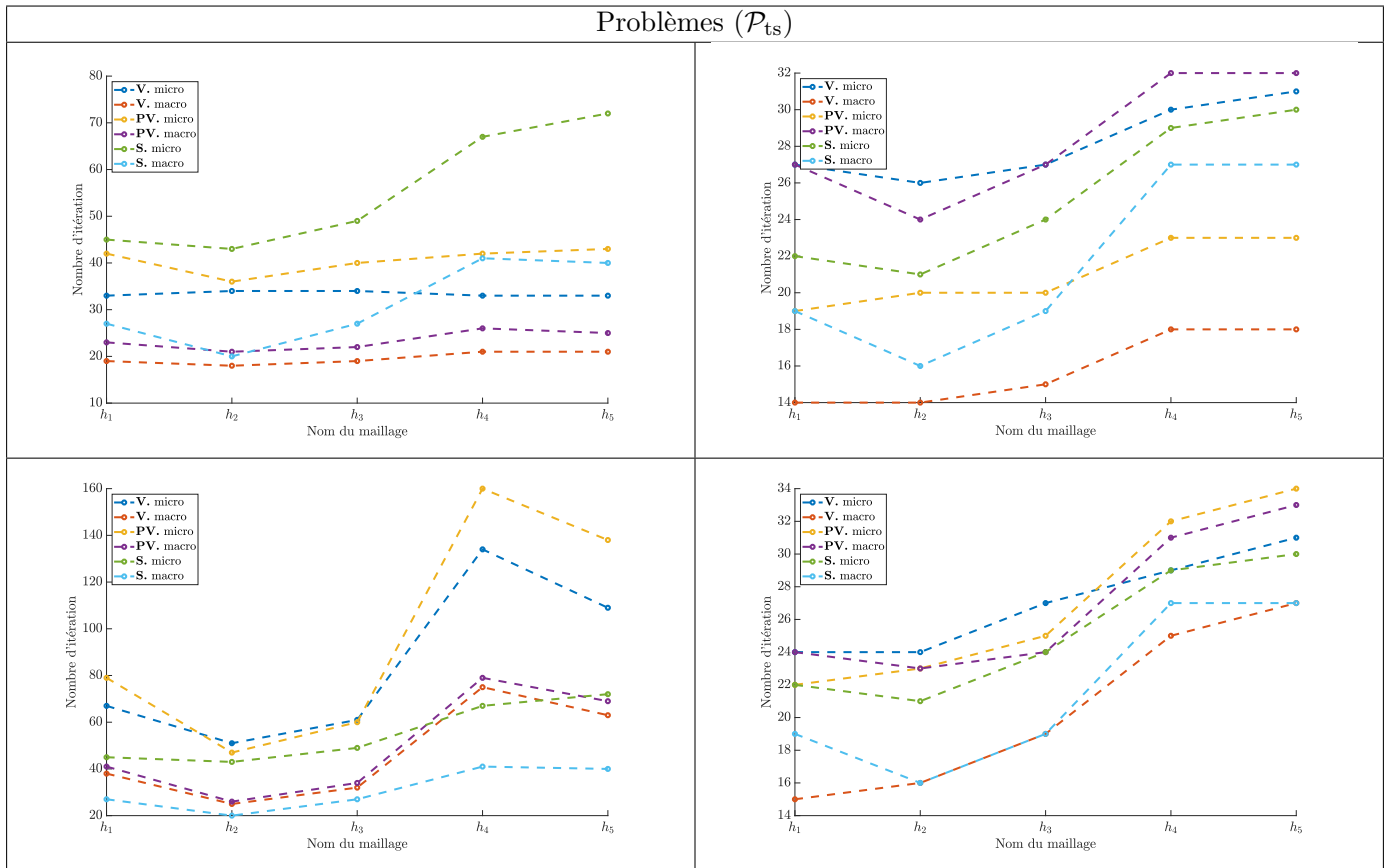 Problèmes (𝒫ts)
80
70
60
50
40
30
20
10
Nombre d'itération
V. micro
V. macro
PV. micro
PV. macro
S. micro
S. macro
h1 h2 h3 h4 h5
Nom du maillage
32
30
28
26
24
22
20
18
16
14
Nombre d'itération
V. micro
V. macro
PV. micro
PV. macro
S. micro
S. macro
h1 h2 h3 h4 h5
Nom du maillage
160
140
120
100
80
60
40
20
Nombre d'itération
V. micro
V. macro
PV. micro
PV. macro
S. micro
S. macro
h1 h2 h3 h4 h5
Nom du maillage
34
32
30
28
26
24
22
20
18
16
14
Nombre d'itération
V. micro
V. macro
PV. micro
PV. macro
S. micro
S. macro
h1 h2 h3 h4 h5
Nom du maillage